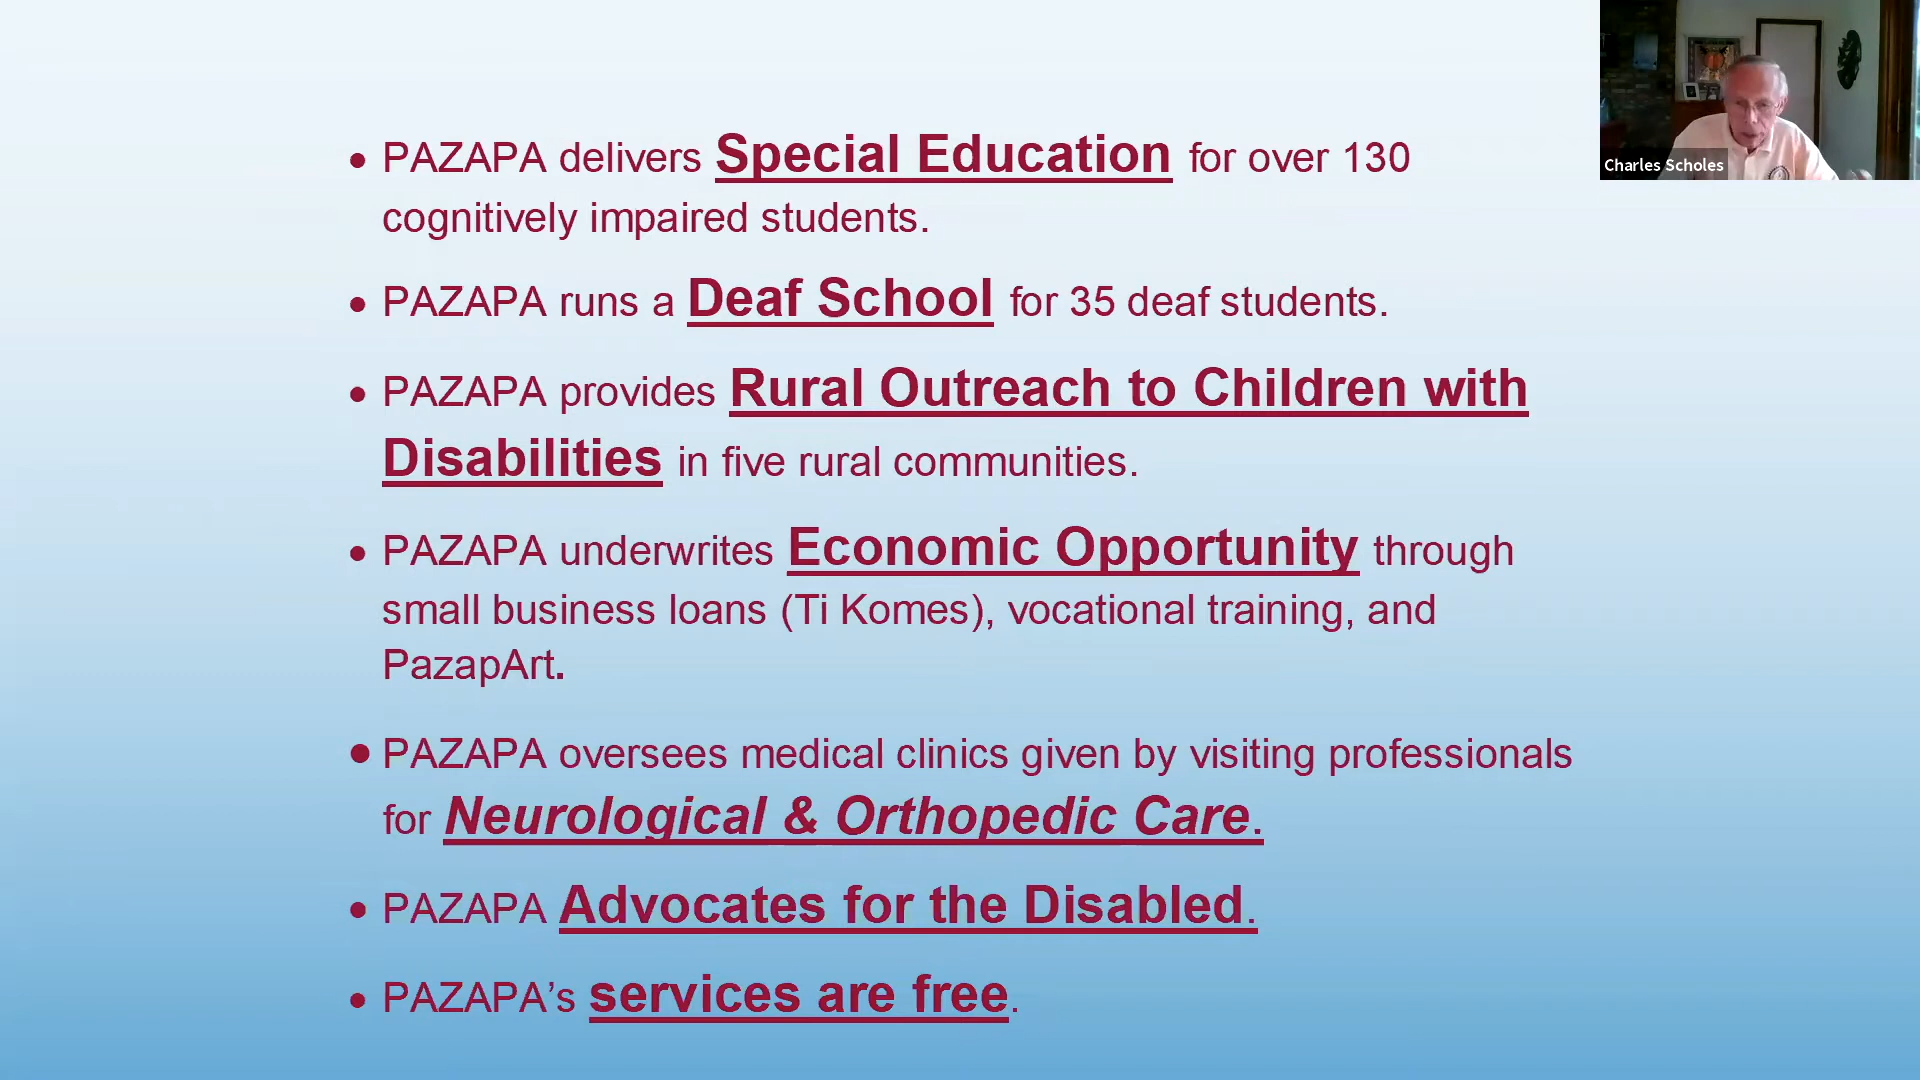 • PAZAPA delivers Special Education for over 130
cognitively impaired students.
• PAZAPA runs a Deaf School for 35 deaf students.
• PAZAPA provides Rural Outreach to Children with
Disabilities in five rural communities.
• PAZAPA underwrites Economic Opportunity through
small business loans (Ti Komes), vocational training, and
PazapArt.
• PAZAPA oversees medical clinics given by visiting professionals
for Neurological & Orthopedic Care.
• PAZAPA Advocates for the Disabled.
• PAZAPA’s services are free.
Charles Scholes